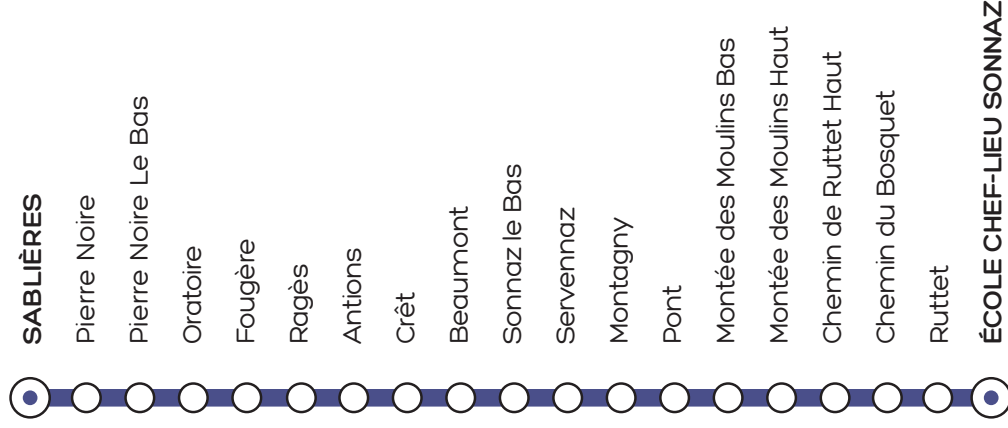 SABLIÈRES
Pierre Noire
Pierre Noire Le Bas
Oratoire
Fougère
Ragès
Antions
Crêt
Beaumont
Sonnaz le Bas
Servennaz
Montagny
Pont
Montée des Moulins Bas
Montée des Moulins Haut
Chemin de Ruttet Haut
Chemin du Bosquet
Ruttet
ÉCOLE CHEF-LIEU SONNAZ